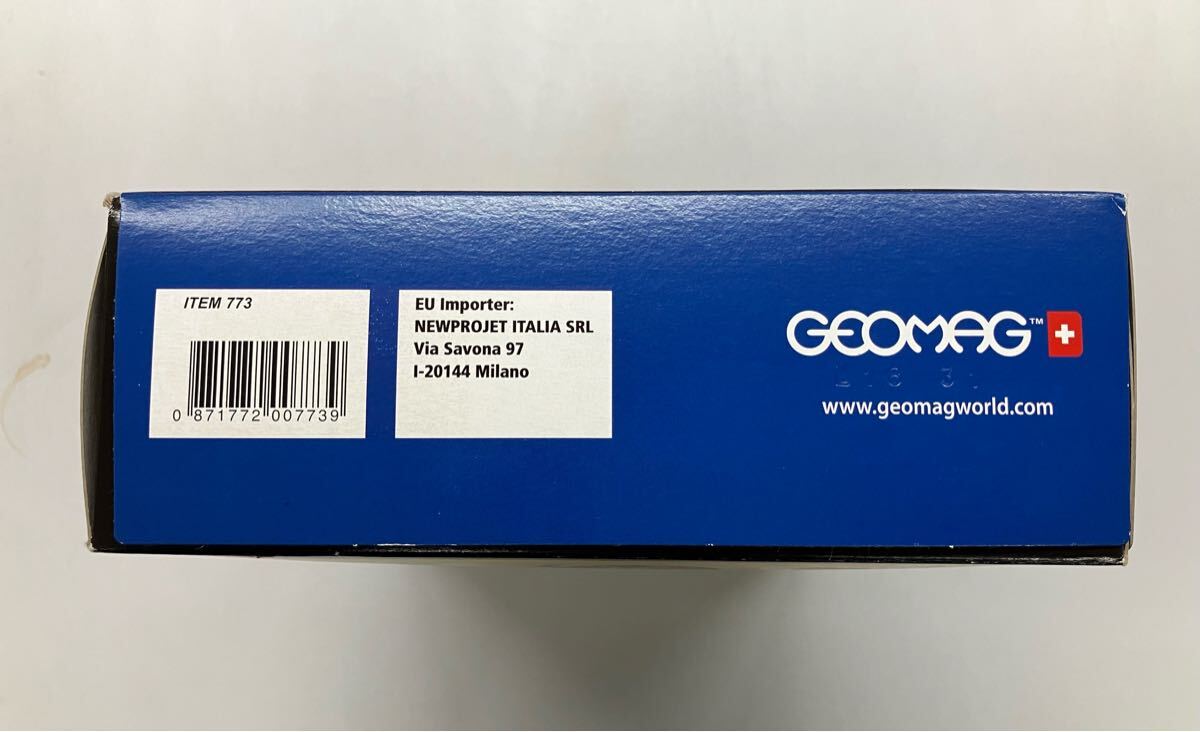 ITEM 773
0 871772 007739
EU Importer:
NEWPROJET ITALIA SRL
Via Savona 97
I-20144 Milano
GEOMAG™
www.geomagworld.com